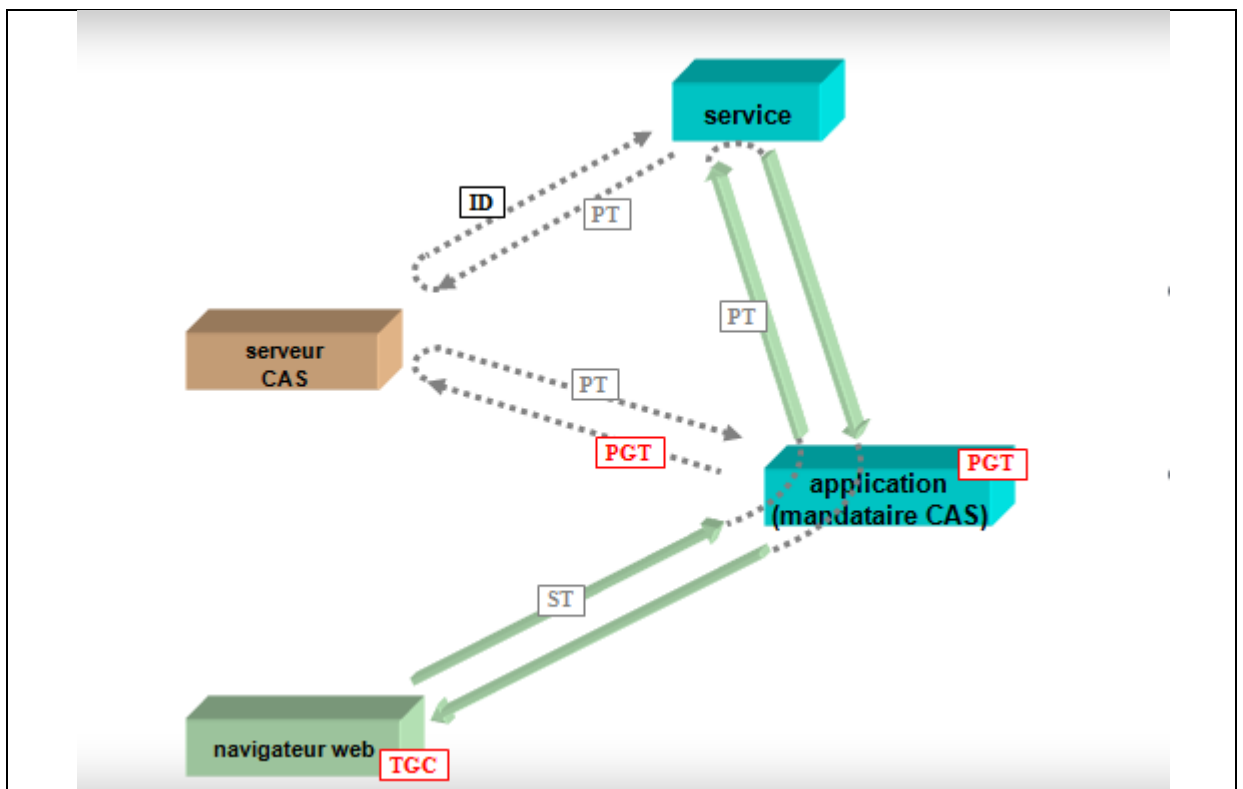 service
ID
PT
PT
serveur
CAS
PT
PGT
PGT
application
(mandataire CAS)
ST
navigateur web
TGC